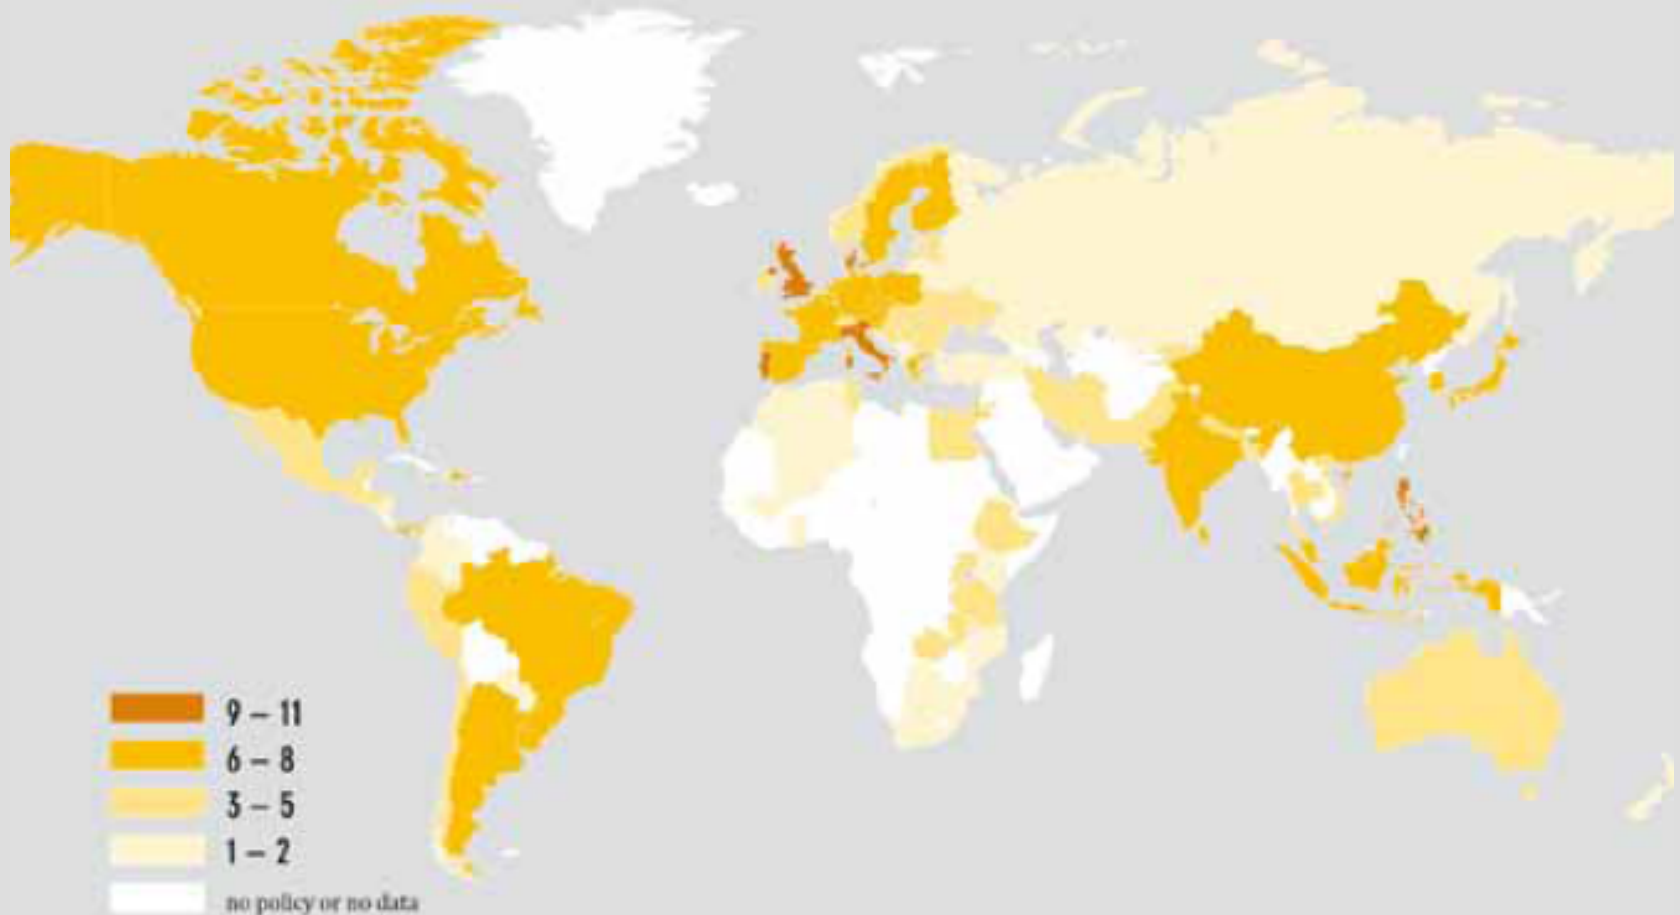 9 – 11
6 – 8
3 – 5
1 – 2
no policy or no data